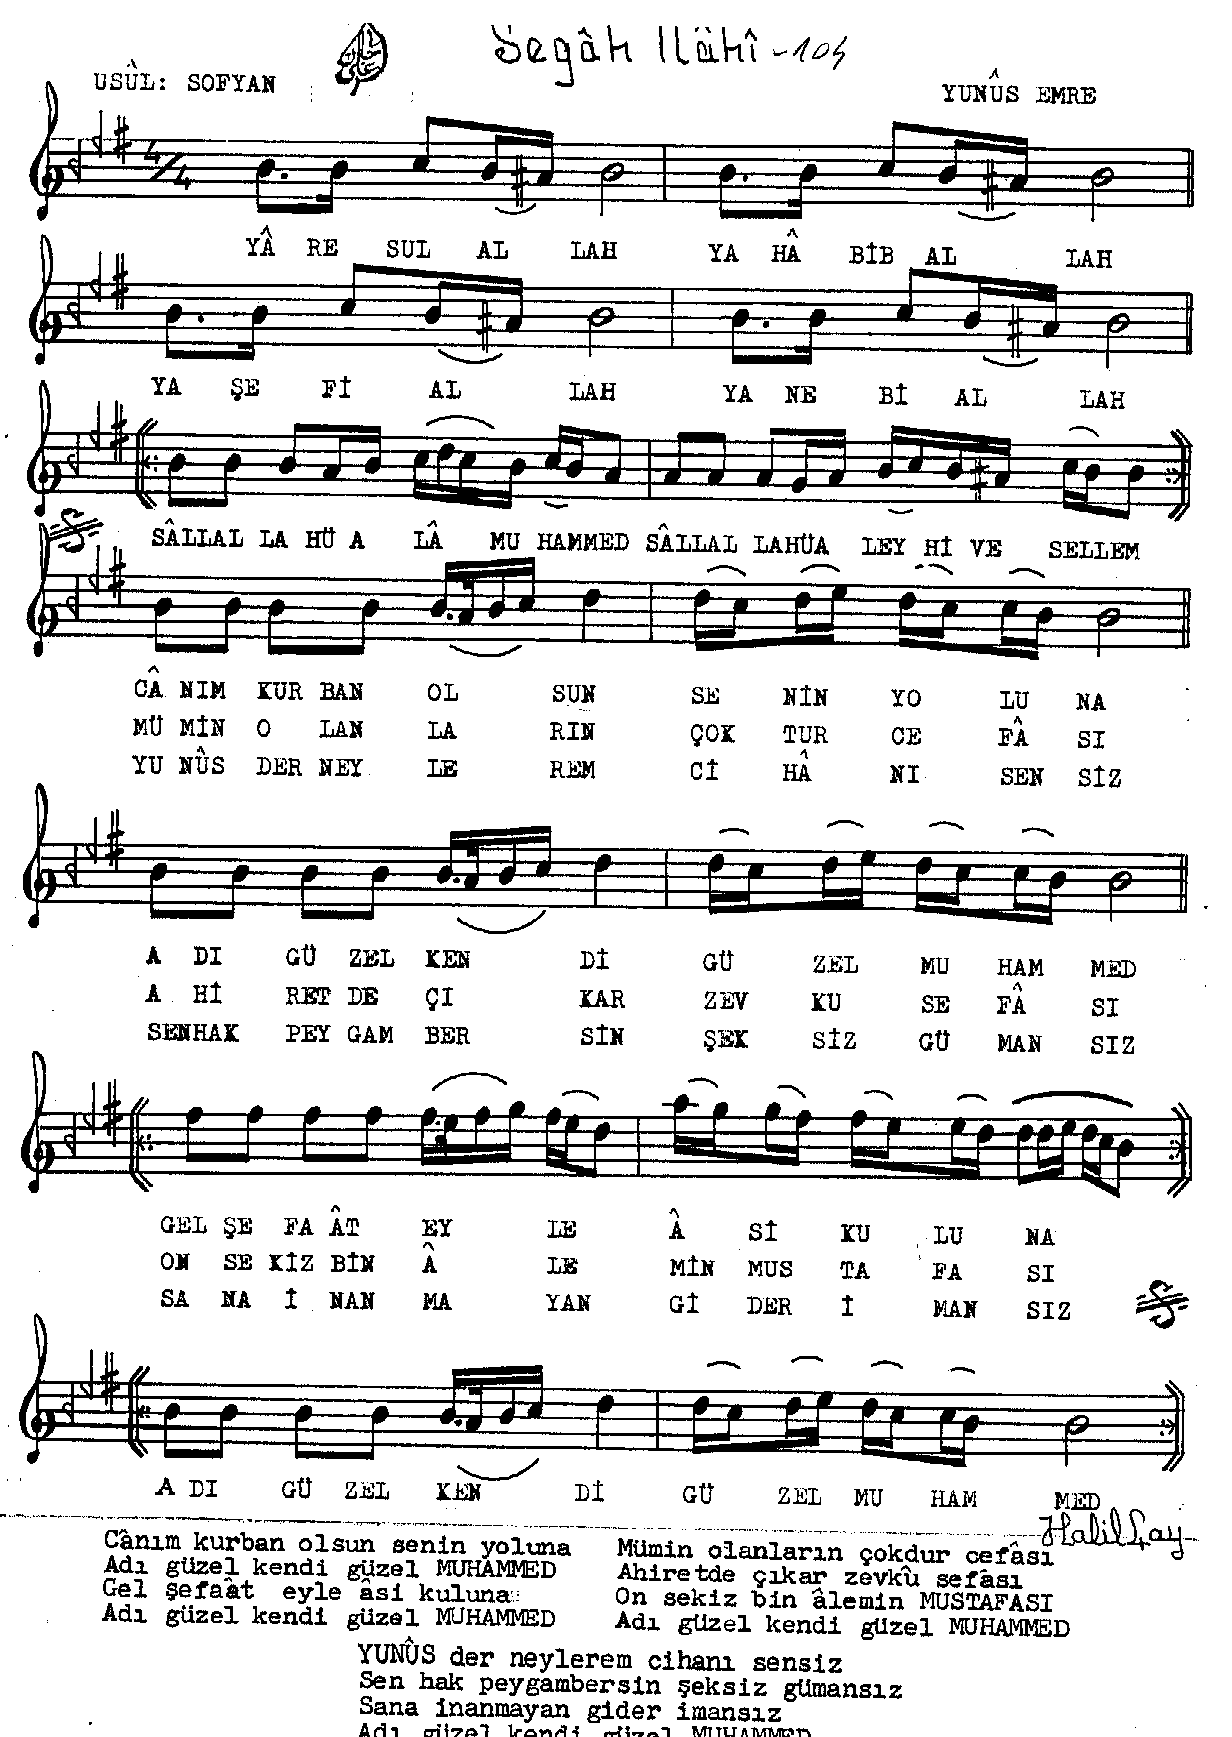 Segâh İlâhî - 104
USÛL: SOFYAN
YUNÛS EMRE
4/4
YÂ RE SUL AL LAH YA HÂ BİB AL LAH
YA ŞE Fİ AL LAH YA NE Bİ AL LAH
SÂLLAL LA HÜ A LÂ MU HAMMED SÂLLAL LAHÜA LEY Hİ VE SELLEM
CÂ NIM KUR BAN OL SUN SE NİN YO LU NA
MÜ MİN O LAN LA RIN ÇOK TUR CE FÂ SI
YU NÛS DER NEY LE REM Cİ HÂ NI SEN SİZ
A DI GÜ ZEL KEN Dİ GÜ ZEL MU HAM MED
A Hİ RET DE ÇI KAR ZEV KU SE FÂ SI
SENHAK PEY GAM BER SİN ŞEK SİZ GÜ MAN SIZ
GEL ŞE FA ÂT EY LE Â Sİ KU LU NA
ON SE KİZ BİN Â LE MİN MUS TA FA SI
SA NA İ NAN MA YAN Gİ DER İ MAN SIZ
A DI GÜ ZEL KEN Dİ GÜ ZEL MU HAM MED
Halil Çay
Cânım kurban olsun senin yoluna
Adı güzel kendi güzel MUHAMMED
Gel şefaât eyle âsi kuluna
Adı güzel kendi güzel MUHAMMED
Mümin olanların çokdur cefâsı
Ahiretde çıkar zevkû sefâsı
On sekiz bin âlemin MUSTAFASI
Adı güzel kendi güzel MUHAMMED
YUNÛS der neylerem cihanı sensiz
Sen hak peygambersin şeksiz gümansız
Sana inanmayan gider imansız
Adı güzel kendi güzel MUHAMMED